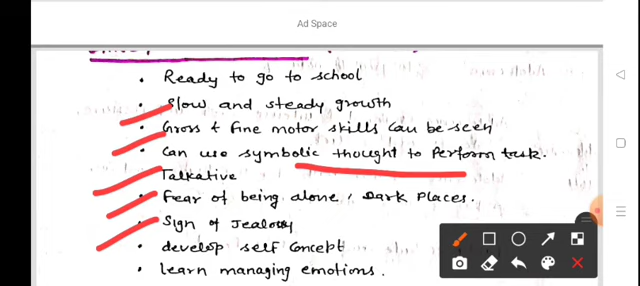 Ad Space
• Ready to go to school
• Slow and steady growth
• Gross + Fine motor skills can be seen
• Can use symbolic thought to Perform task.
Talkative
• Fear of being alone, Dark Places.
• Sign of Jealousy
• develop self concept
• learn managing emotions.